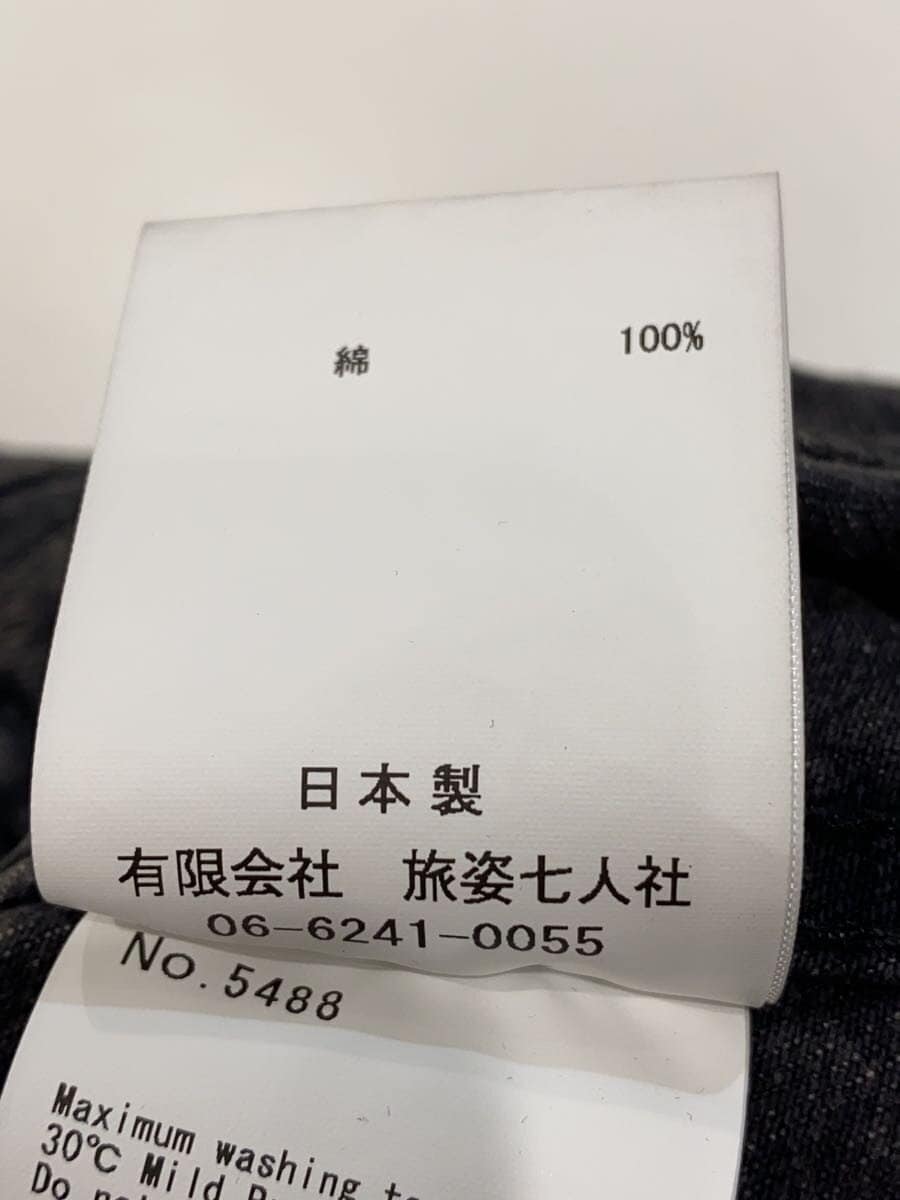 綿 100%
日本製
有限会社 旅姿七人社
06-6241-0055
No.5488
Maximum washing
30℃ Mild
Do